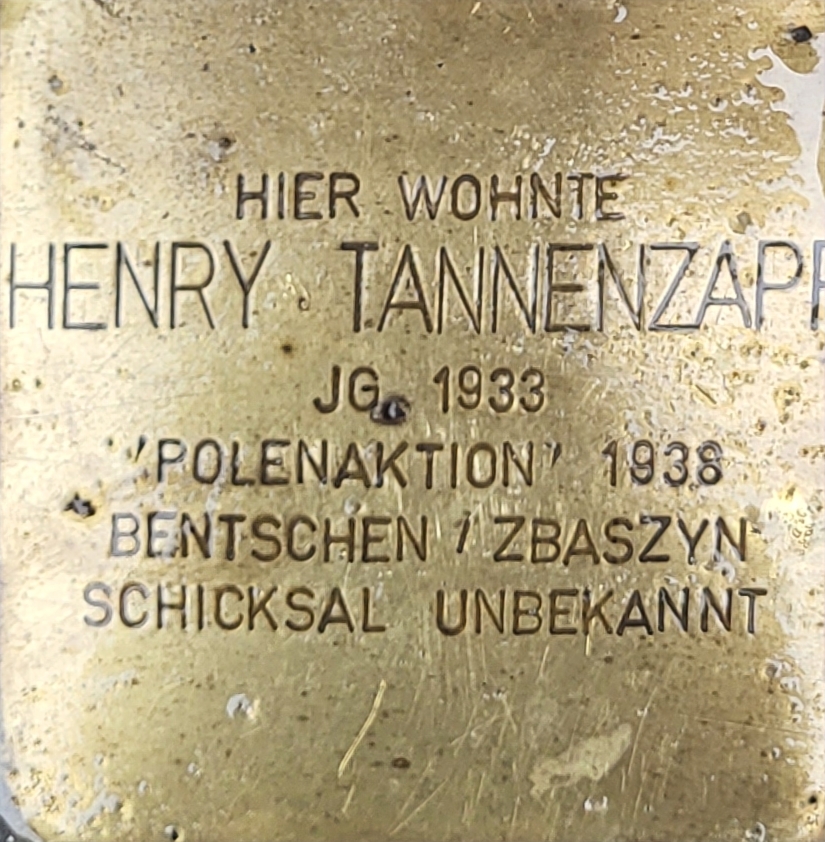 HIER WOHNTE
HENRY TANNENZAPF
JG. 1933
"POLENAKTION" 1938
BENTSCHEN / ZBASZYN
SCHICKSAL UNBEKANNT